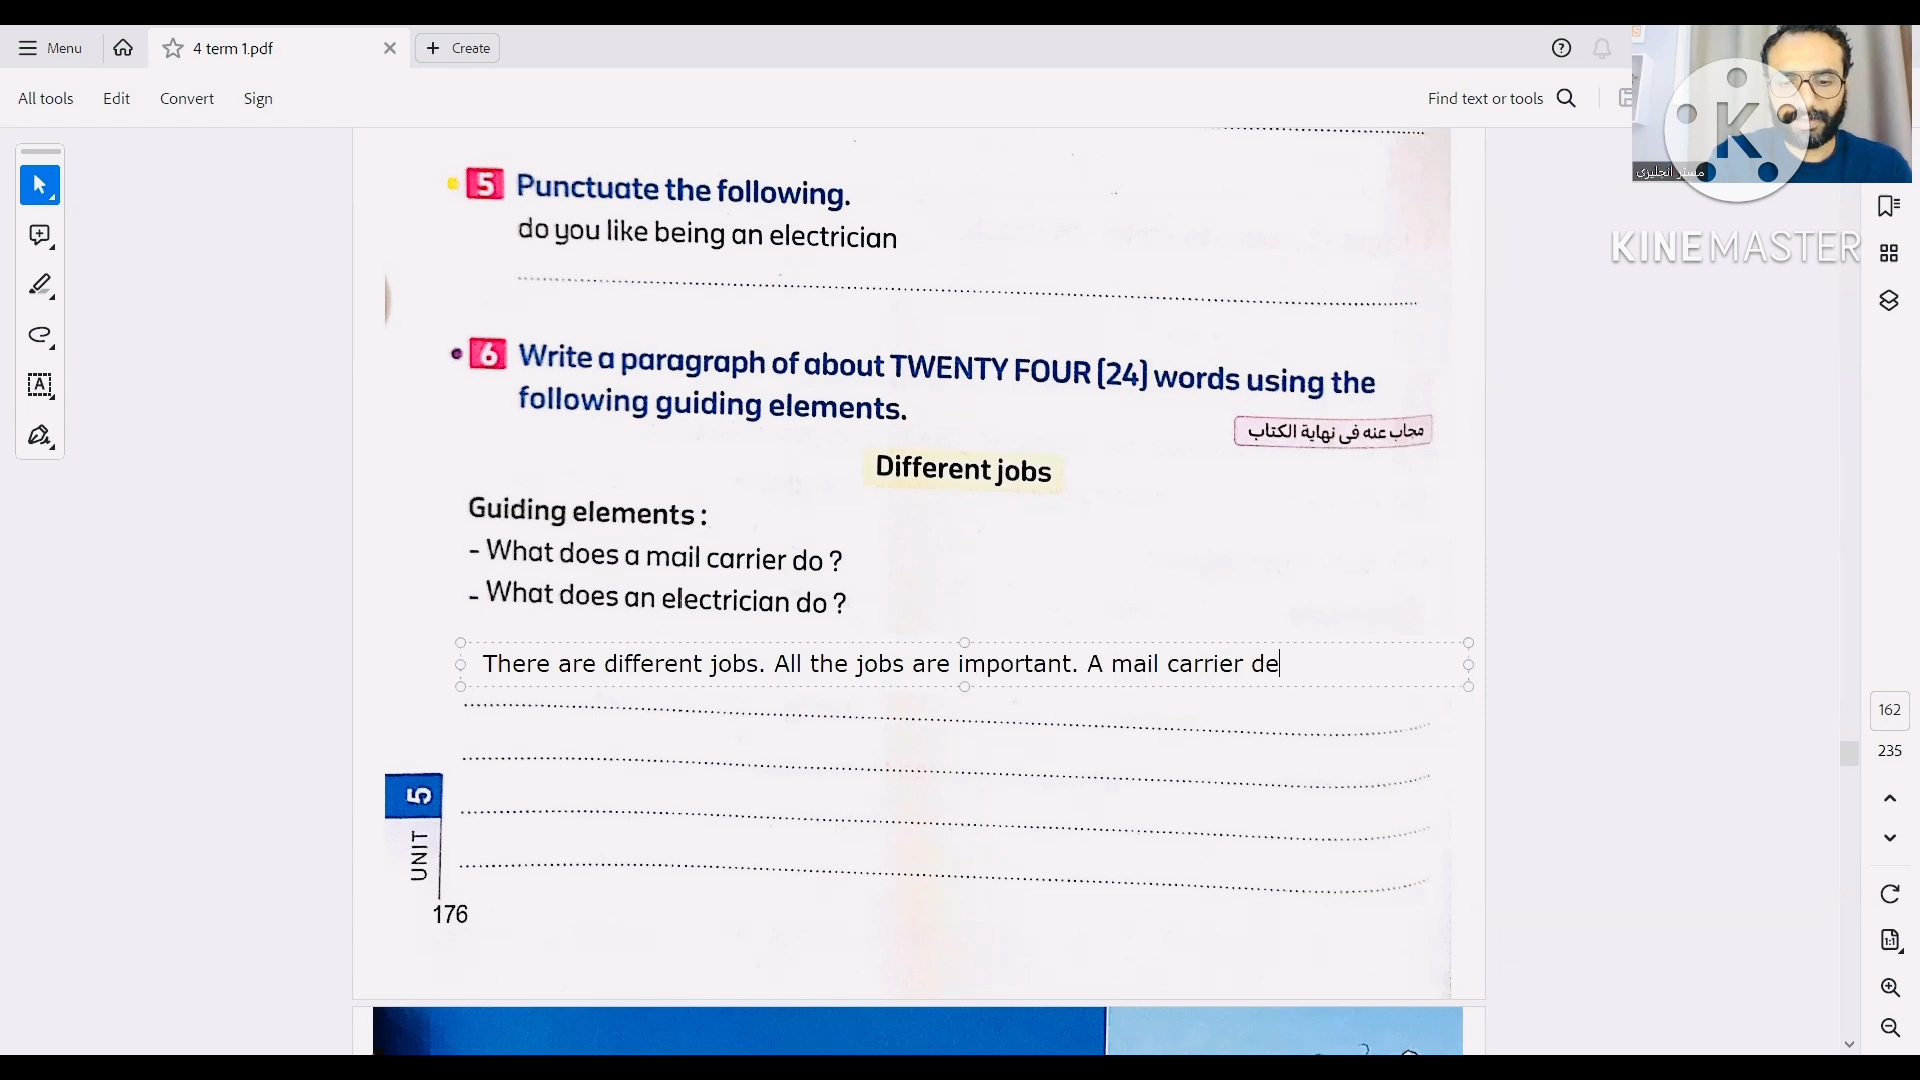 Menu
4 term 1.pdf
Create
All tools
Edit
Convert
Sign
Find text or tools
K
مستر انجليزى
KINEMASTER
5 Punctuate the following.
do you like being an electrician
6 Write a paragraph of about TWENTY FOUR (24) words using the
following guiding elements.
مجاب عنه فى نهاية الكتاب
Different jobs
Guiding elements :
- What does a mail carrier do ?
- What does an electrician do ?
There are different jobs. All the jobs are important. A mail carrier de
5
UNIT
176
162
235